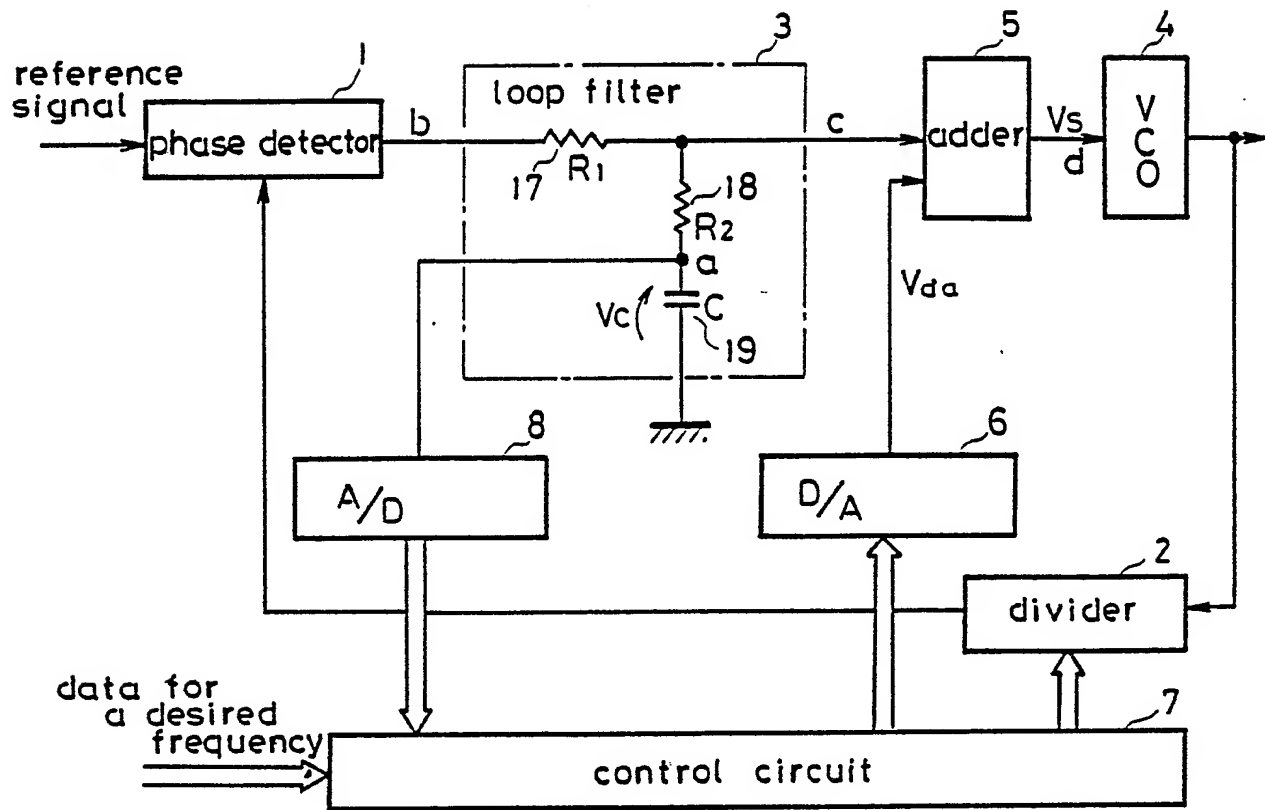 reference
signal
1
phase detector
b
loop filter
3
17
R1
18
R2
a
Vc
C
19
c
5
adder
Vs
d
4
VCO
Vda
8
A/D
6
D/A
2
divider
data for
a desired
frequency
7
control circuit